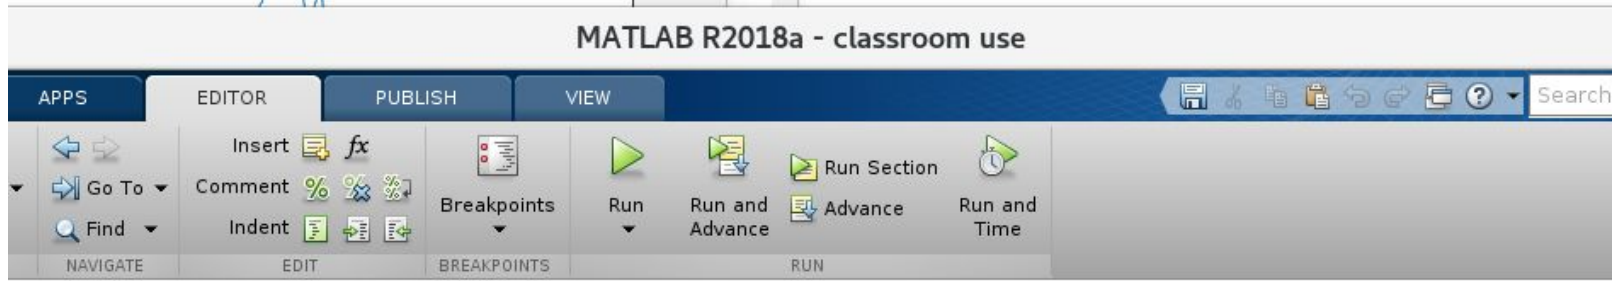 MATLAB R2018a - classroom use
APPS EDITOR PUBLISH VIEW Search
Insert fx
Go To Comment Run Section
Breakpoints Run Run and Advance Run and
Find Indent Advance Time
NAVIGATE EDIT BREAKPOINTS RUN